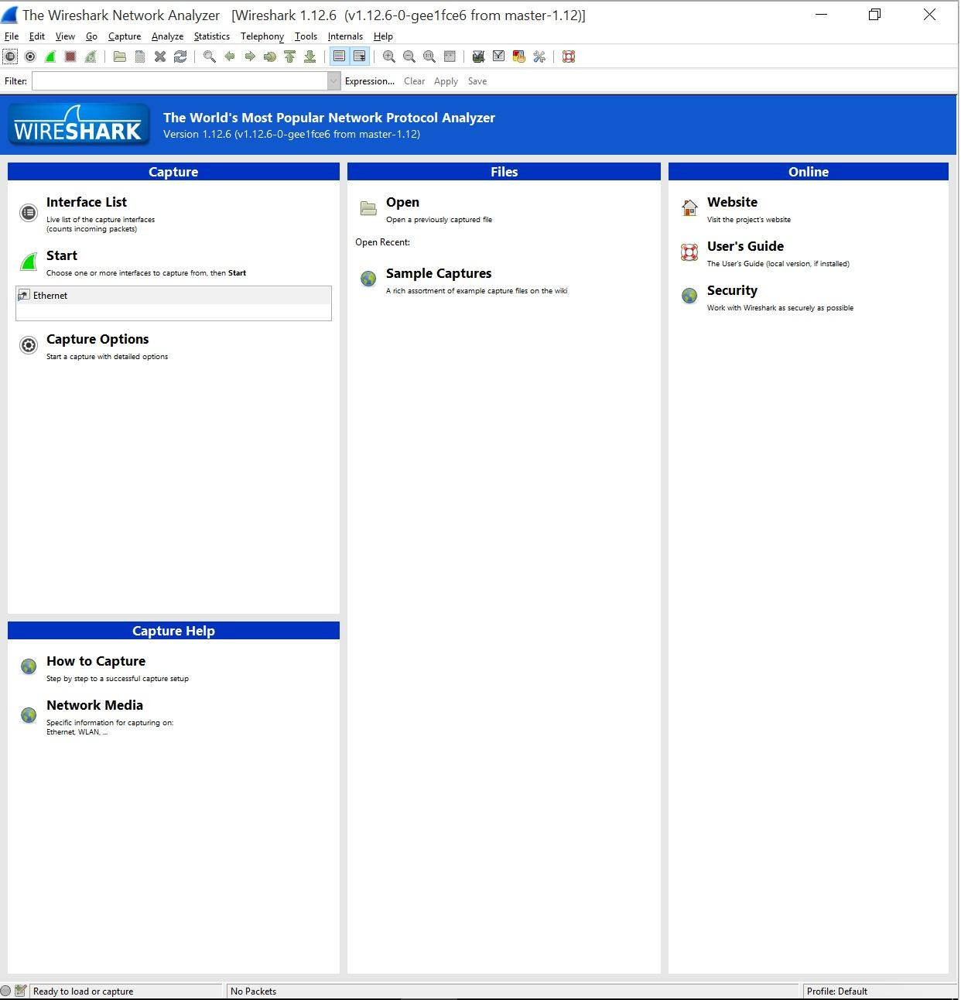 The Wireshark Network Analyzer [Wireshark 1.12.6 (v1.12.6-0-gee1fce6 from master-1.12)]
File Edit View Go Capture Analyze Statistics Telephony Tools Internals Help
Filter: Expression... Clear Apply Save
WIRESHARK
The World's Most Popular Network Protocol Analyzer
Version 1.12.6 (v1.12.6-0-gee1fce6 from master-1.12)
Capture
Interface List
Live list of the capture interfaces
(counts incoming packets)
Start
Choose one or more interfaces to capture from, then Start
Ethernet
Capture Options
Start a capture with detailed options
Capture Help
How to Capture
Step by step to a successful capture setup
Network Media
Specific information for capturing on:
Ethernet, WLAN, ...
Files
Open
Open a previously captured file
Open Recent:
Sample Captures
A rich assortment of example capture files on the wiki
Online
Website
Visit the project's website
User's Guide
The User's Guide (local version, if installed)
Security
Work with Wireshark as securely as possible
Ready to load or capture
No Packets
Profile: Default